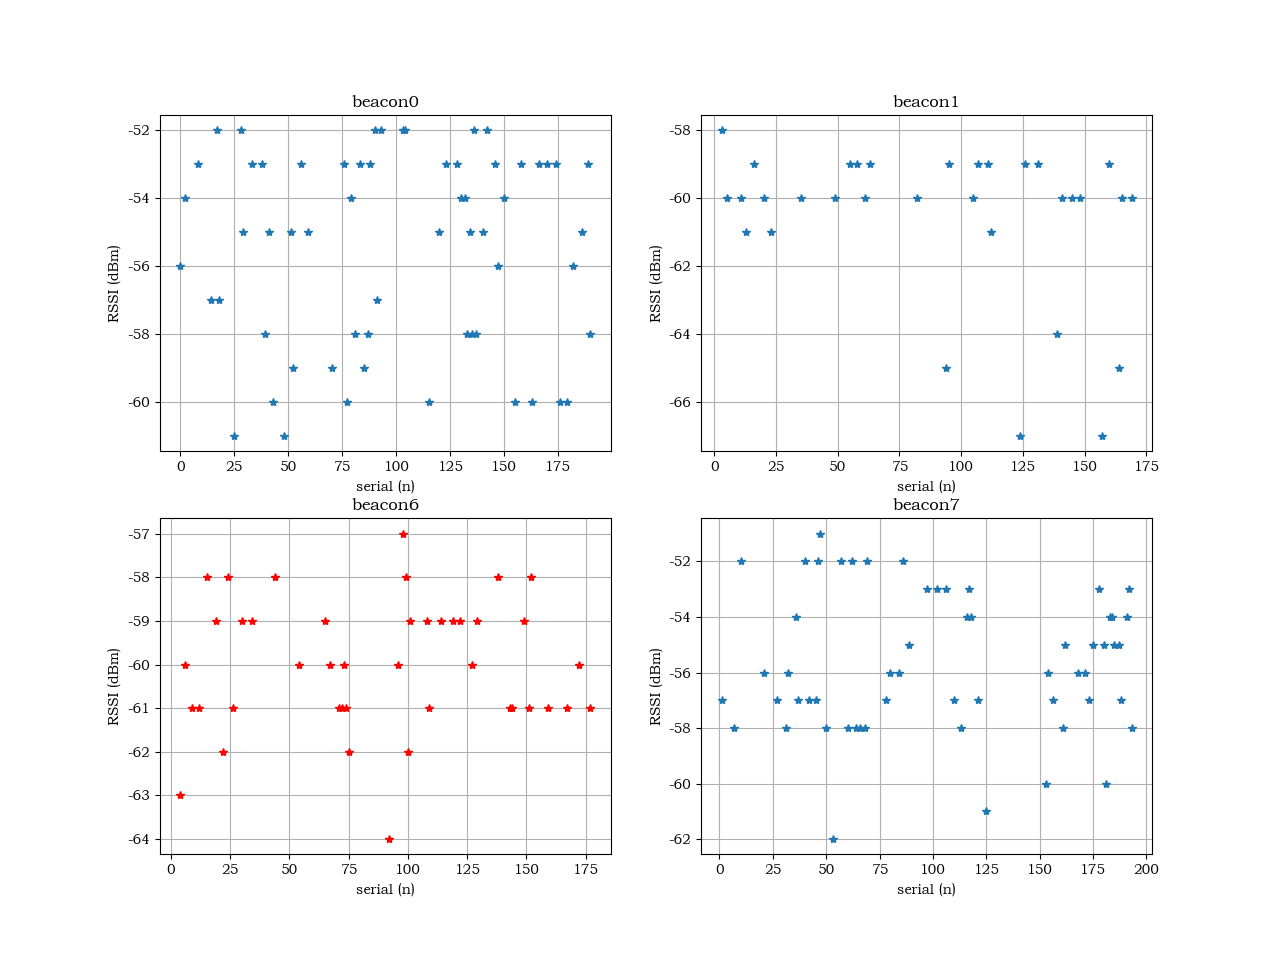 beacon0
-52
-54
-56
-58
-60
RSSI (dBm)
0 25 50 75 100 125 150 175
serial (n)
beacon1
-58
-60
-62
-64
-66
RSSI (dBm)
0 25 50 75 100 125 150 175
serial (n)
beacon6
-57
-58
-59
-60
-61
-62
-63
-64
RSSI (dBm)
0 25 50 75 100 125 150 175
serial (n)
beacon7
-52
-54
-56
-58
-60
-62
RSSI (dBm)
0 25 50 75 100 125 150 175 200
serial (n)